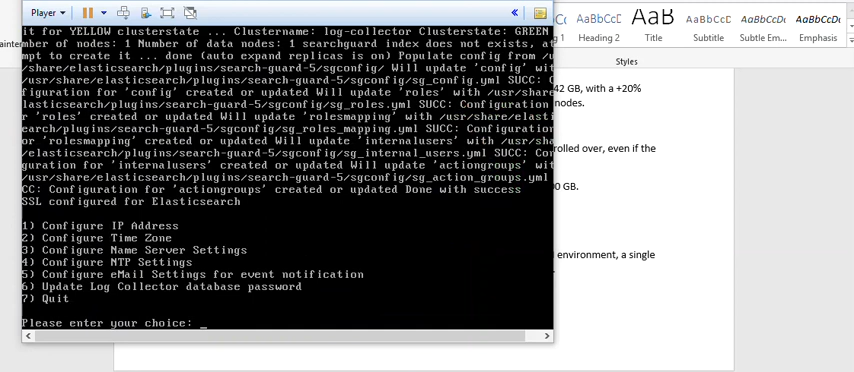 Player
it for YELLOW clusterstate ... Clustername: log-collector Clusterstate: GREEN
mber of nodes: 1 Number of data nodes: 1 searchguard index does not exists, at
mpt to create it ... done (auto expand replicas is on) Populate config from /u
/share/elasticsearch/plugins/search-guard-5/sgconfig/ Will update 'config' wit
/usr/share/elasticsearch/plugins/search-guard-5/sgconfig/sg_config.yml SUCC: C
figuration for 'config' created or updated Will update 'roles' with /usr/share
lasticsearch/plugins/search-guard-5/sgconfig/sg_roles.yml SUCC: Configuration
r 'roles' created or updated Will update 'rolesmapping' with /usr/share/elasti
earch/plugins/search-guard-5/sgconfig/sg_roles_mapping.yml SUCC: Configuration
or 'rolesmapping' created or updated Will update 'internalusers' with /usr/sha
elasticsearch/plugins/search-guard-5/sgconfig/sg_internal_users.yml SUCC: Con
guration for 'internalusers' created or updated Will update 'actiongroups' wit
/usr/share/elasticsearch/plugins/search-guard-5/sgconfig/sg_action_groups.yml
CC: Configuration for 'actiongroups' created or updated Done with success
SSL configured for Elasticsearch
1) Configure IP Address
2) Configure Time Zone
3) Configure Name Server Settings
4) Configure NTP Settings
5) Configure eMail Settings for event notification
6) Update Log Collector database password
7) Quit
Please enter your choice: _
AaBbCcD AaBbCcD AaB AaBbCcD AaBbCcDc AaBbCcDc
Heading 2 Title Subtitle Subtle Em... Emphasis
Styles
42 GB, with a +20%
nodes.
rolled over, even if the
0 GB.
environment, a single